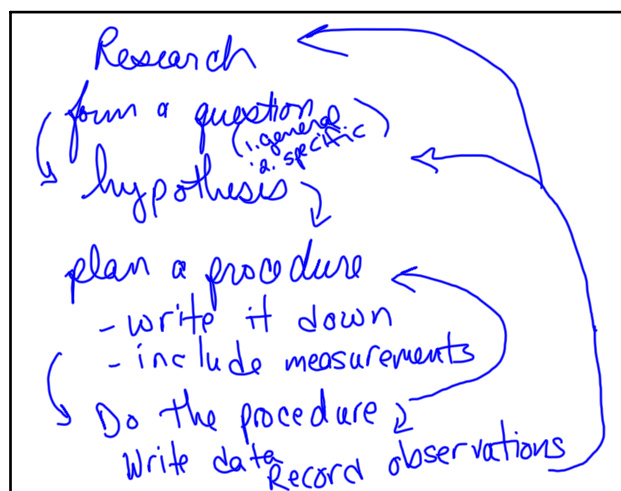 Research
form a question
(1. general
2. specific)
hypothesis
plan a procedure
- write it down
- include measurements
Do the procedure
Write data Record observations